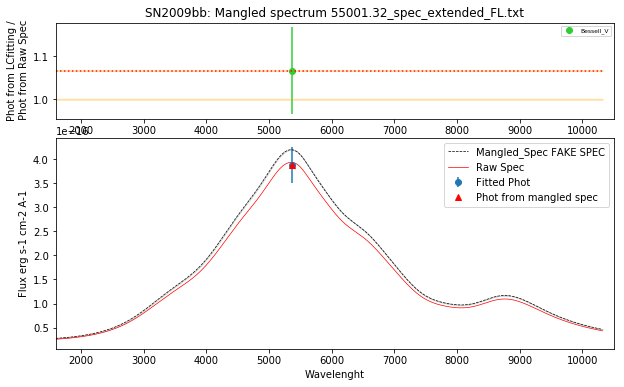 SN2009bb: Mangled spectrum 55001.32_spec_extended_FL.txt
Phot from LCfitting /
Phot from Raw Spec
1.1
1.0
Bessell_V
2000 3000 4000 5000 6000 7000 8000 9000 10000
1e−16
Flux erg s-1 cm-2 A-1
4.0
3.5
3.0
2.5
2.0
1.5
1.0
0.5
Mangled_Spec FAKE SPEC
Raw Spec
Fitted Phot
Phot from mangled spec
2000 3000 4000 5000 6000 7000 8000 9000 10000
Wavelenght